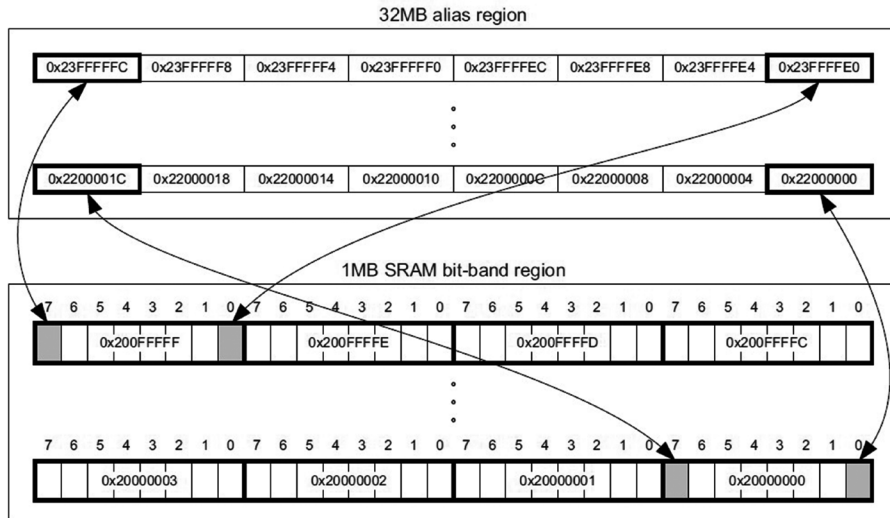 32MB alias region
0x23FFFFFC 0x23FFFFF8 0x23FFFFF4 0x23FFFFF0 0x23FFFFEC 0x23FFFFE8 0x23FFFFE4 0x23FFFFE0
0x2200001C 0x22000018 0x22000014 0x22000010 0x2200000C 0x22000008 0x22000004 0x22000000
1MB SRAM bit-band region
7 6 5 4 3 2 1 0 7 6 5 4 3 2 1 0 7 6 5 4 3 2 1 0 7 6 5 4 3 2 1 0
0x200FFFFF 0x200FFFFE 0x200FFFFD 0x200FFFFC
7 6 5 4 3 2 1 0 7 6 5 4 3 2 1 0 7 6 5 4 3 2 1 0 7 6 5 4 3 2 1 0
0x20000003 0x20000002 0x20000001 0x20000000